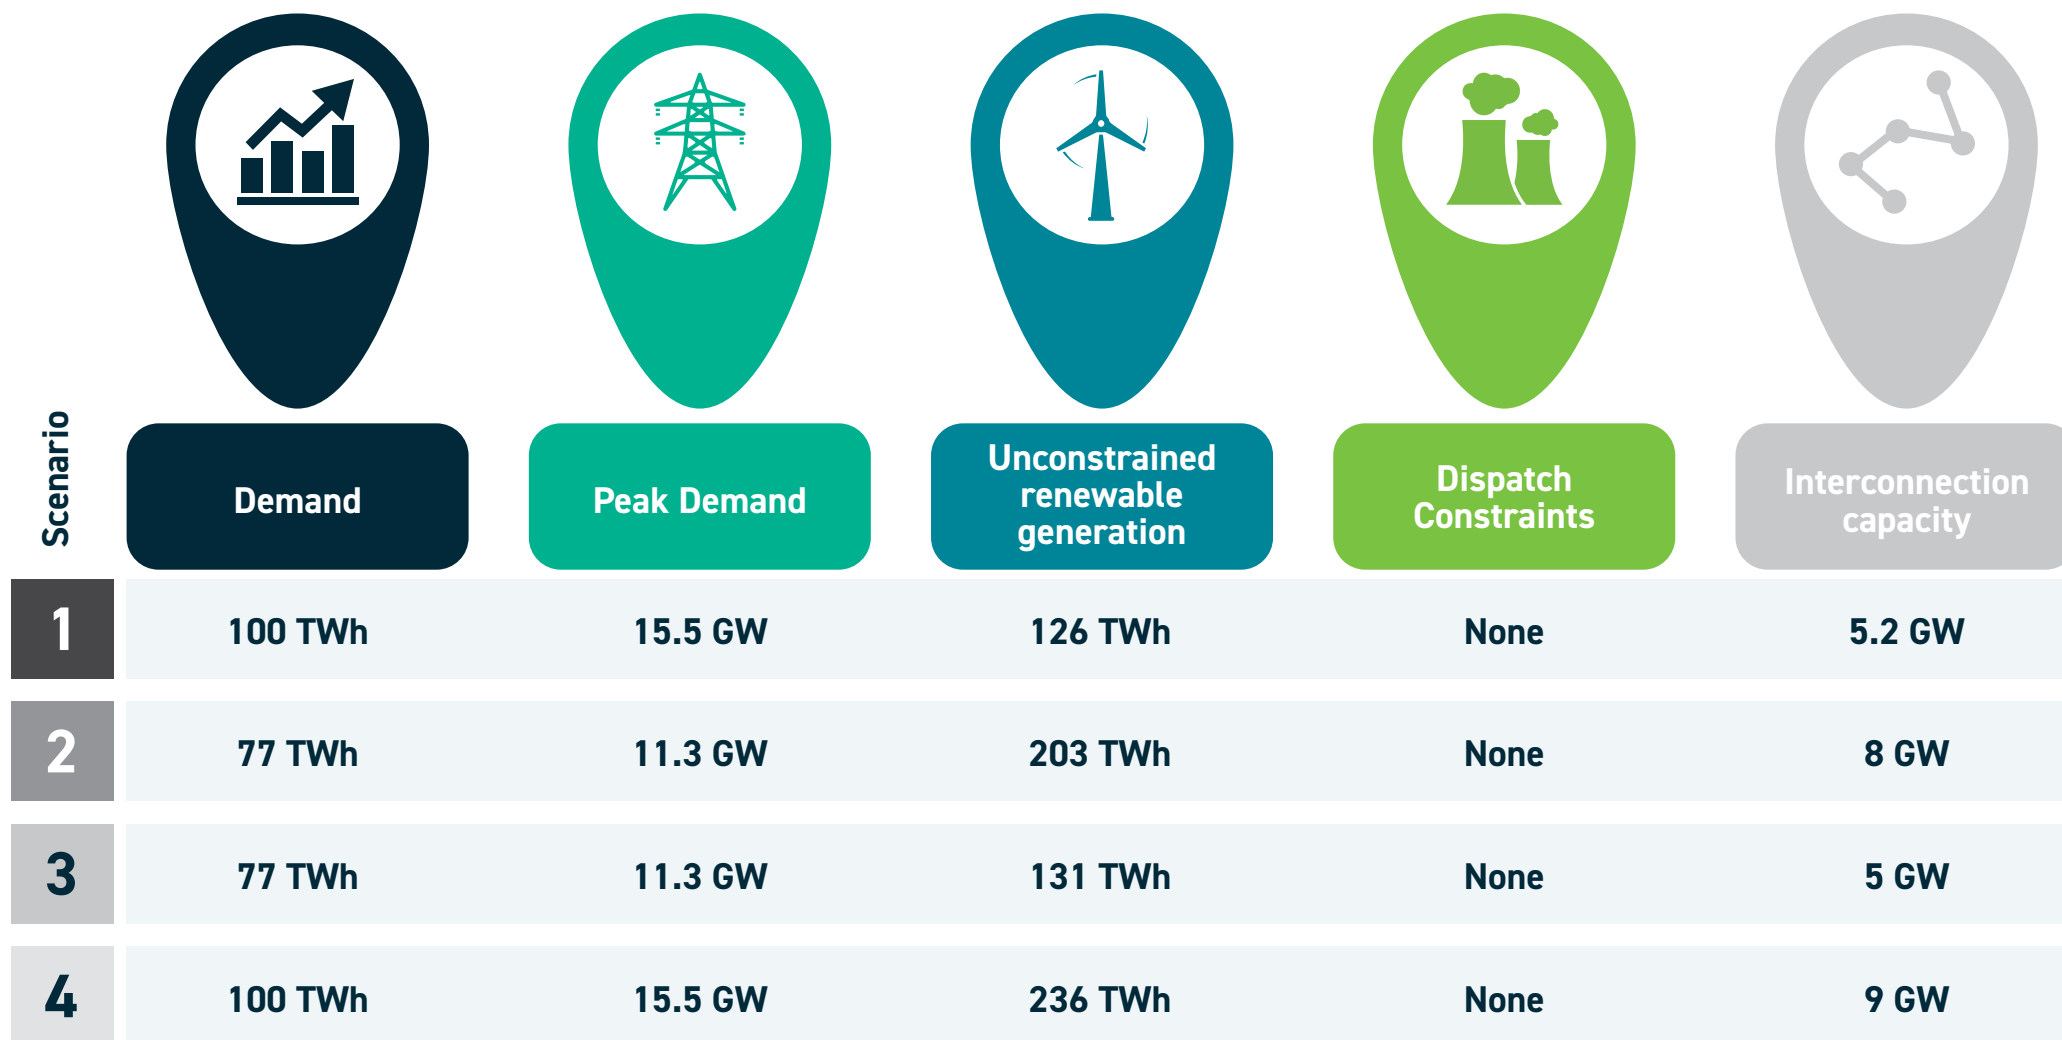 Scenario
Demand
Peak Demand
Unconstrained
renewable
generation
Dispatch
Constraints
Interconnection
capacity
1 100 TWh 15.5 GW 126 TWh None 5.2 GW
2 77 TWh 11.3 GW 203 TWh None 8 GW
3 77 TWh 11.3 GW 131 TWh None 5 GW
4 100 TWh 15.5 GW 236 TWh None 9 GW